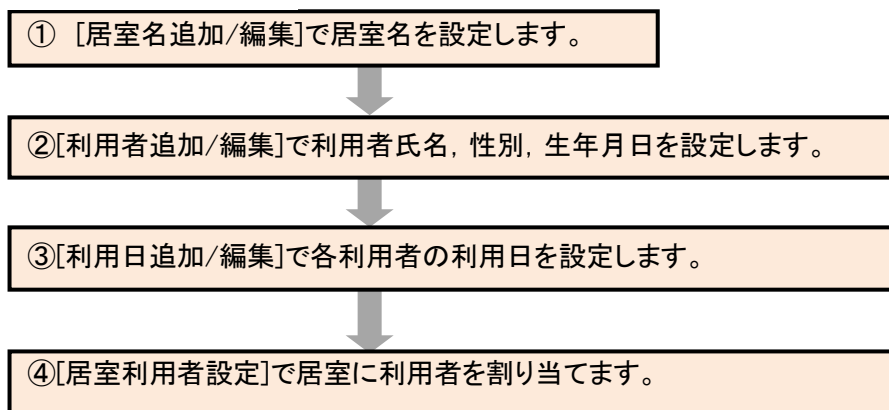 ① [居室名追加/編集]で居室名を設定します。
②[利用者追加/編集]で利用者氏名, 性別, 生年月日を設定します。
③[利用日追加/編集]で各利用者の利用日を設定します。
④[居室利用者設定]で居室に利用者を割り当てます。